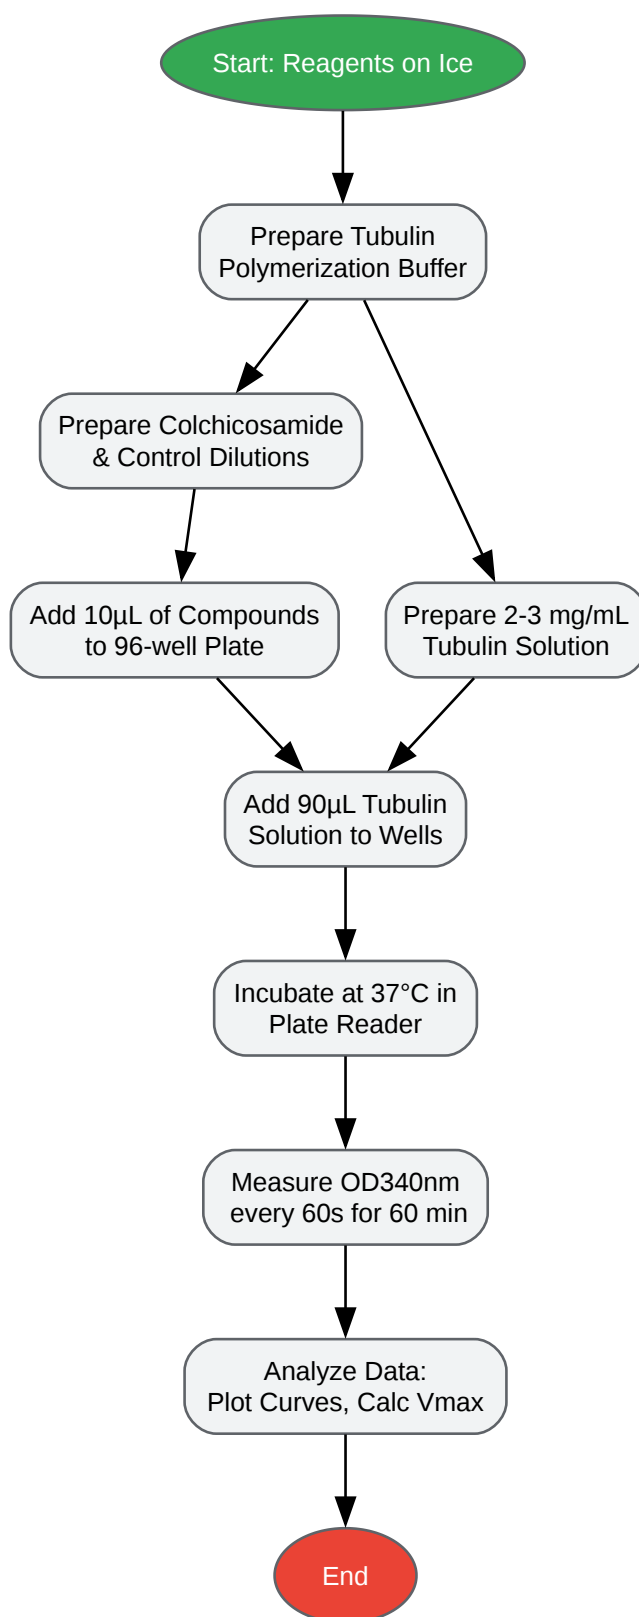 Start: Reagents on Ice
Prepare Tubulin
Polymerization Buffer
Prepare Colchicosamide
& Control Dilutions
Add 10µL of Compounds
to 96-well Plate
Prepare 2-3 mg/mL
Tubulin Solution
Add 90µL Tubulin
Solution to Wells
Incubate at 37°C in
Plate Reader
Measure OD340nm
every 60s for 60 min
Analyze Data:
Plot Curves, Calc Vmax
End